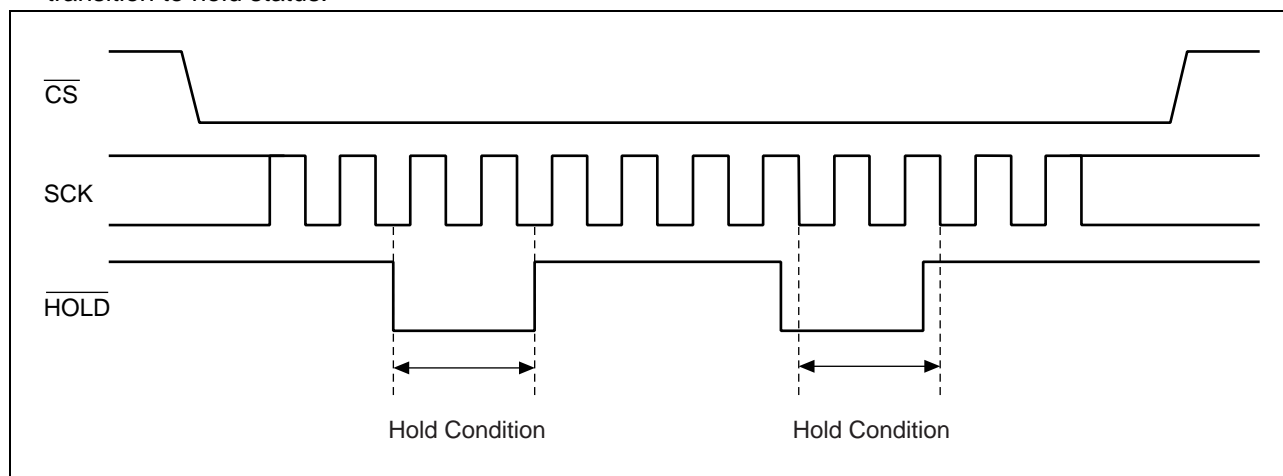 transition to hold status.
CS
SCK
HOLD
Hold Condition Hold Condition